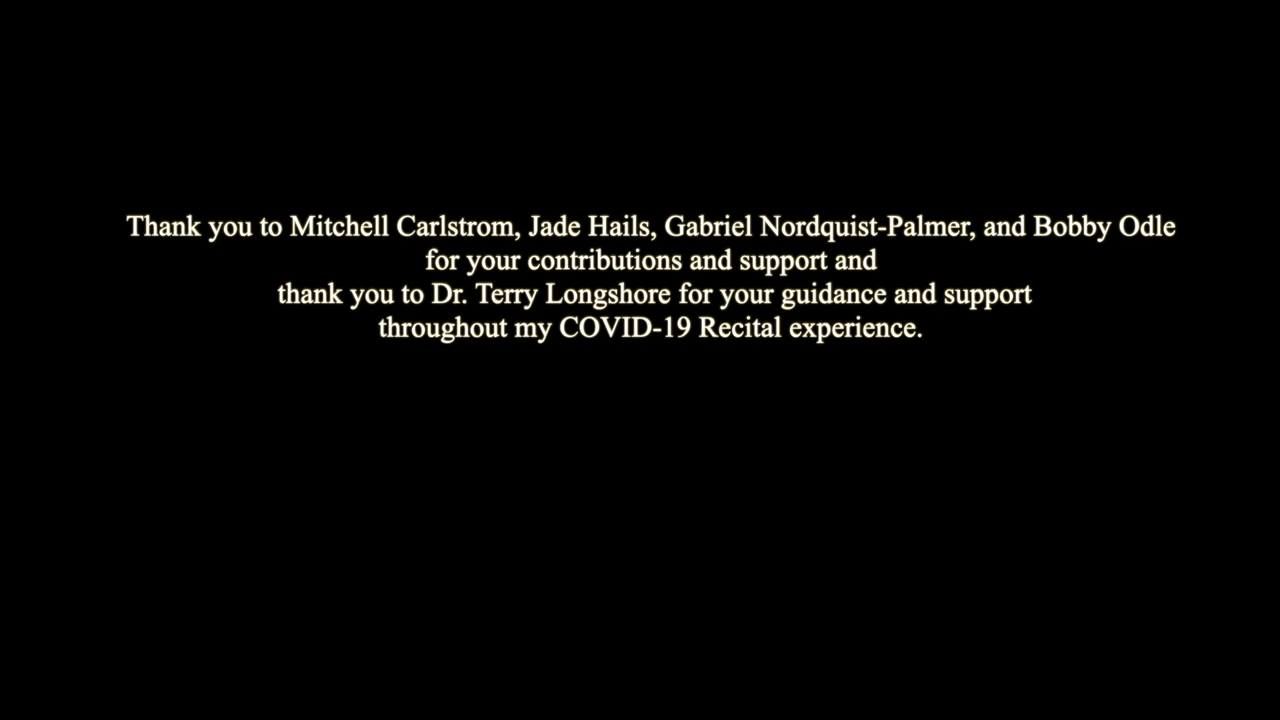 Thank you to Mitchell Carlstrom, Jade Hails, Gabriel Nordquist-Palmer, and Bobby Odle
for your contributions and support and
thank you to Dr. Terry Longshore for your guidance and support
throughout my COVID-19 Recital experience.